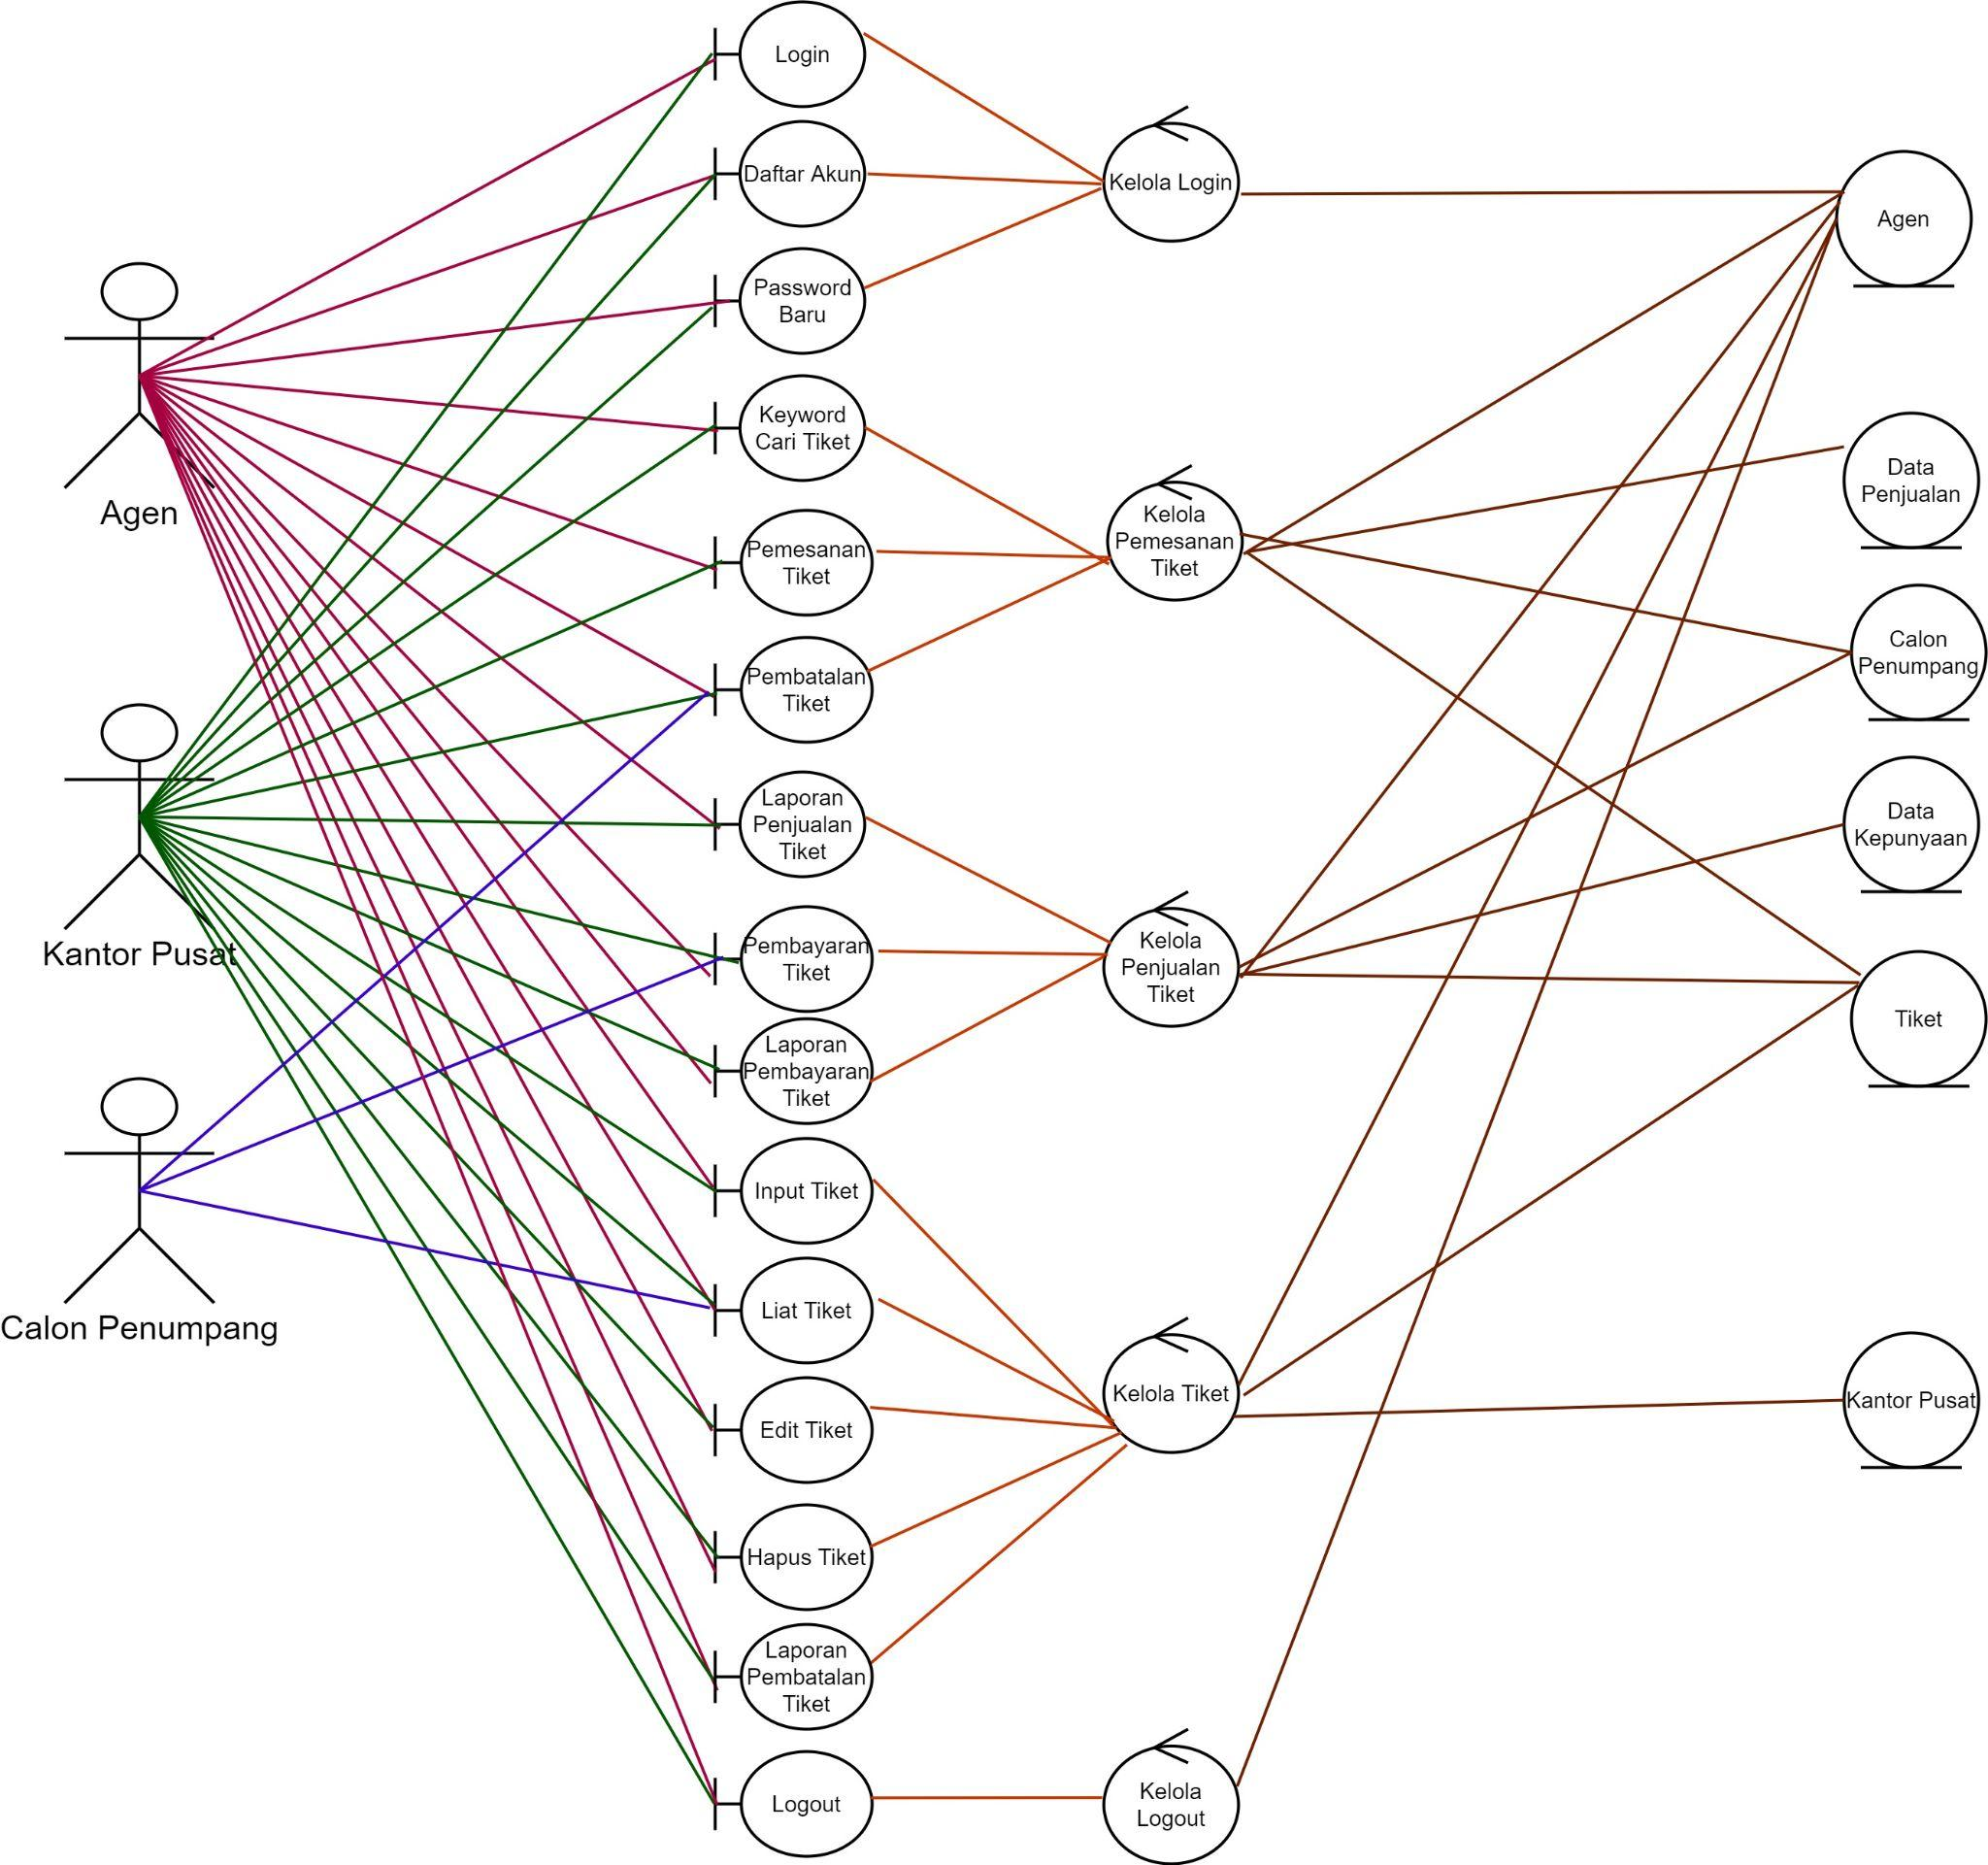 Agen
Kantor Pusat
Calon Penumpang
Login
Daftar Akun
Password
Baru
Keyword
Cari Tiket
Pemesanan
Tiket
Pembatalan
Tiket
Laporan
Penjualan
Tiket
Pembayaran
Tiket
Laporan
Pembayaran
Tiket
Input Tiket
Liat Tiket
Edit Tiket
Hapus Tiket
Laporan
Pembatalan
Tiket
Logout
Kelola Login
Kelola
Pemesanan
Tiket
Kelola
Penjualan
Tiket
Kelola Tiket
Kelola
Logout
Agen
Data
Penjualan
Calon
Penumpang
Data
Kepunyaan
Tiket
Kantor Pusat